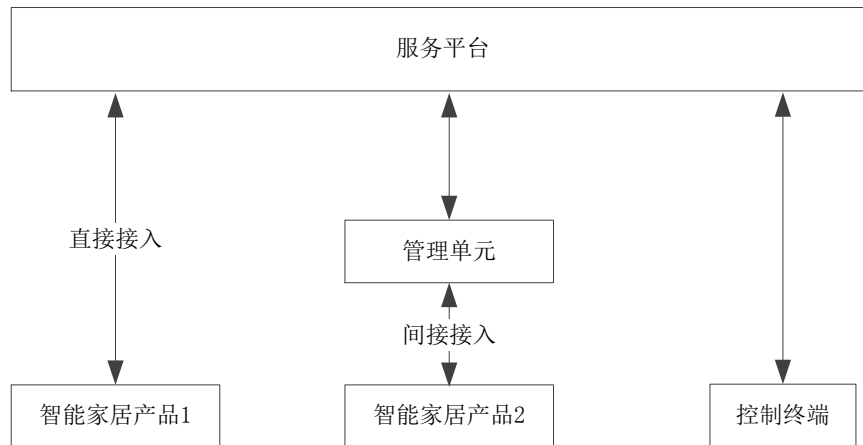 服务平台
直接接入
管理单元
间接接入
智能家居产品1
智能家居产品2
控制终端